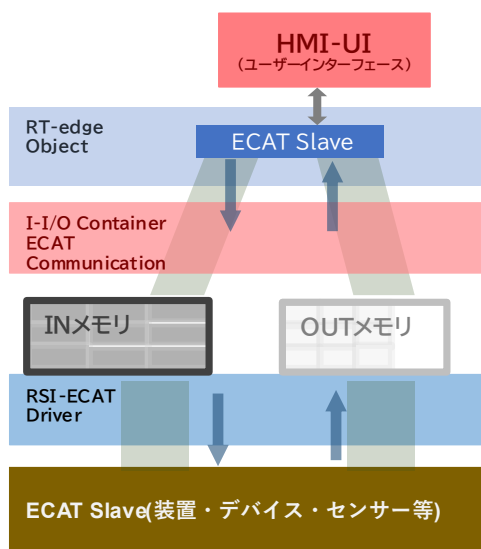 HMI-UI
(ユーザーインターフェース)
RT-edge
Object
ECAT Slave
I-I/O Container
ECAT
Communication
INメモリ
OUTメモリ
RSI-ECAT
Driver
ECAT Slave(装置・デバイス・センサー等)